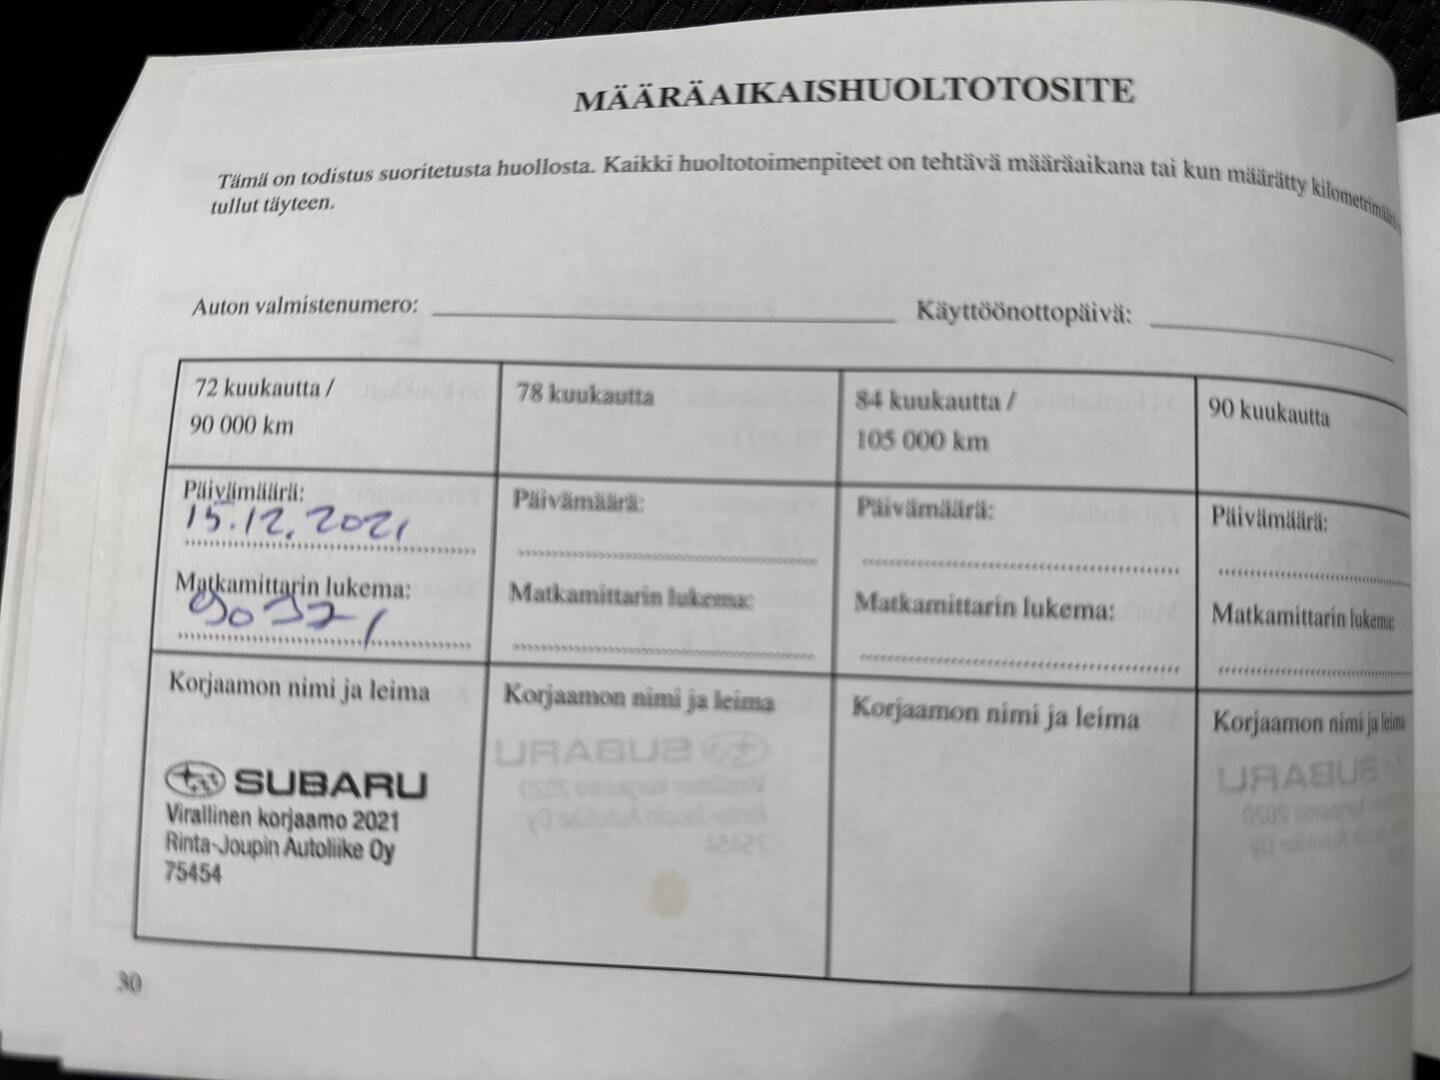 MÄÄRÄAIKAISHUOLTOTOSITE
Tämä on todistus suoritetusta huollosta. Kaikki huoltotoimenpiteet on tehtävä määräaikana tai kun määrätty
tullut täyteen.
Auton valmistenumero: Käyttöönottopäivä:
72 kuukautta /
90 000 km
78 kuukautta
84 kuukautta /
105 000 km
90 kuukautta
Päivämäärä:
15.12.2021
Matkamittarin lukema:
Päivämäärä:
Matkamittarin lukema:
Päivämäärä:
Matkamittarin lukema:
Päivämäärä:
Matkamittarin lukema:
Korjaamon nimi ja leima
SUBARU
Virallinen korjaamo 2021
Rinta-Joupin Autoliike Oy
75454
Korjaamon nimi ja leima
Korjaamon nimi ja leima
Korjaamon nimi ja leima
30